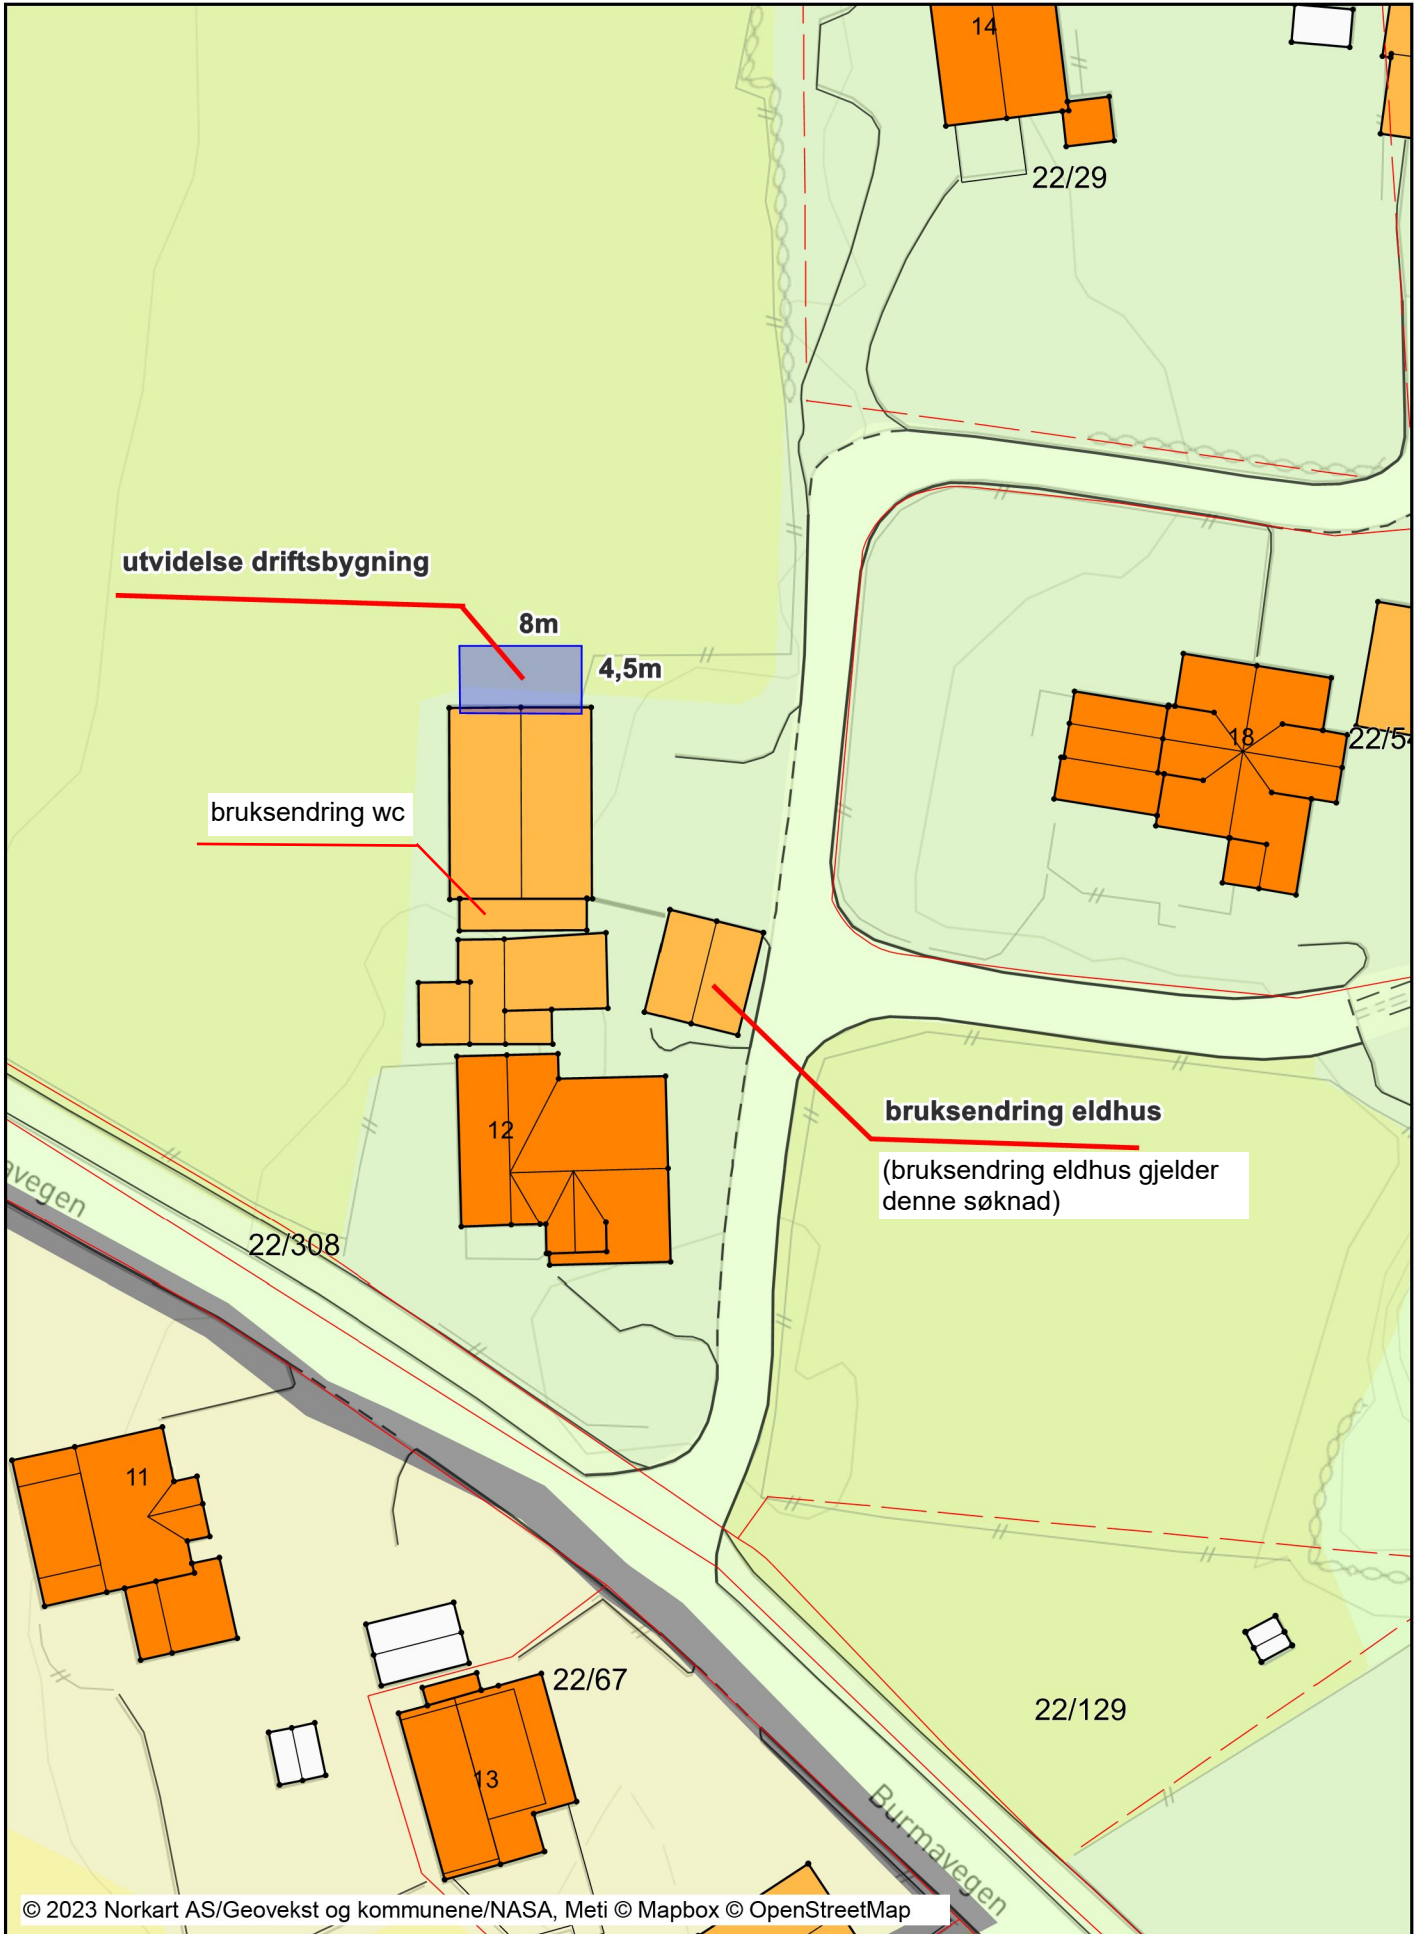 14
22/29
utvidelse driftsbygning
8m
4,5m
18
22/5
bruksendring wc
bruksendring eldhus
12
(bruksendring eldhus gjelder
denne søknad)
avegen
22/308
11
22/67
22/129
13
Burmavegen
© 2023 Norkart AS/Geovekst og kommunene/NASA, Meti © Mapbox © OpenStreetMap